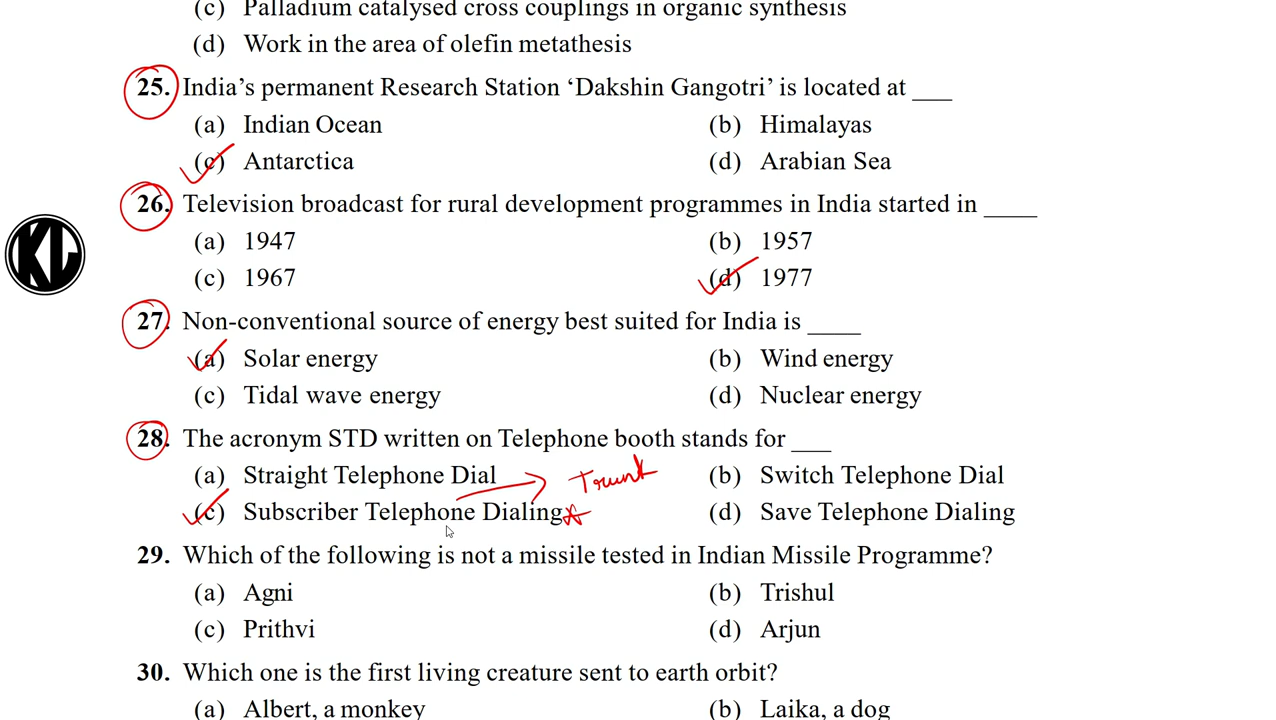 (c) Palladium catalysed cross couplings in organic synthesis
(d) Work in the area of olefin metathesis
25. India's permanent Research Station ‘Dakshin Gangotri’ is located at ___
(a) Indian Ocean (b) Himalayas
(c) Antarctica (d) Arabian Sea
26. Television broadcast for rural development programmes in India started in ____
(a) 1947 (b) 1957
(c) 1967 (d) 1977
KL
27. Non-conventional source of energy best suited for India is ____
(a) Solar energy (b) Wind energy
(c) Tidal wave energy (d) Nuclear energy
28. The acronym STD written on Telephone booth stands for ___
(a) Straight Telephone Dial (b) Switch Telephone Dial
Trunk
(c) Subscriber Telephone Dialing (d) Save Telephone Dialing
29. Which of the following is not a missile tested in Indian Missile Programme?
(a) Agni (b) Trishul
(c) Prithvi (d) Arjun
30. Which one is the first living creature sent to earth orbit?
(a) Albert, a monkey (b) Laika, a dog